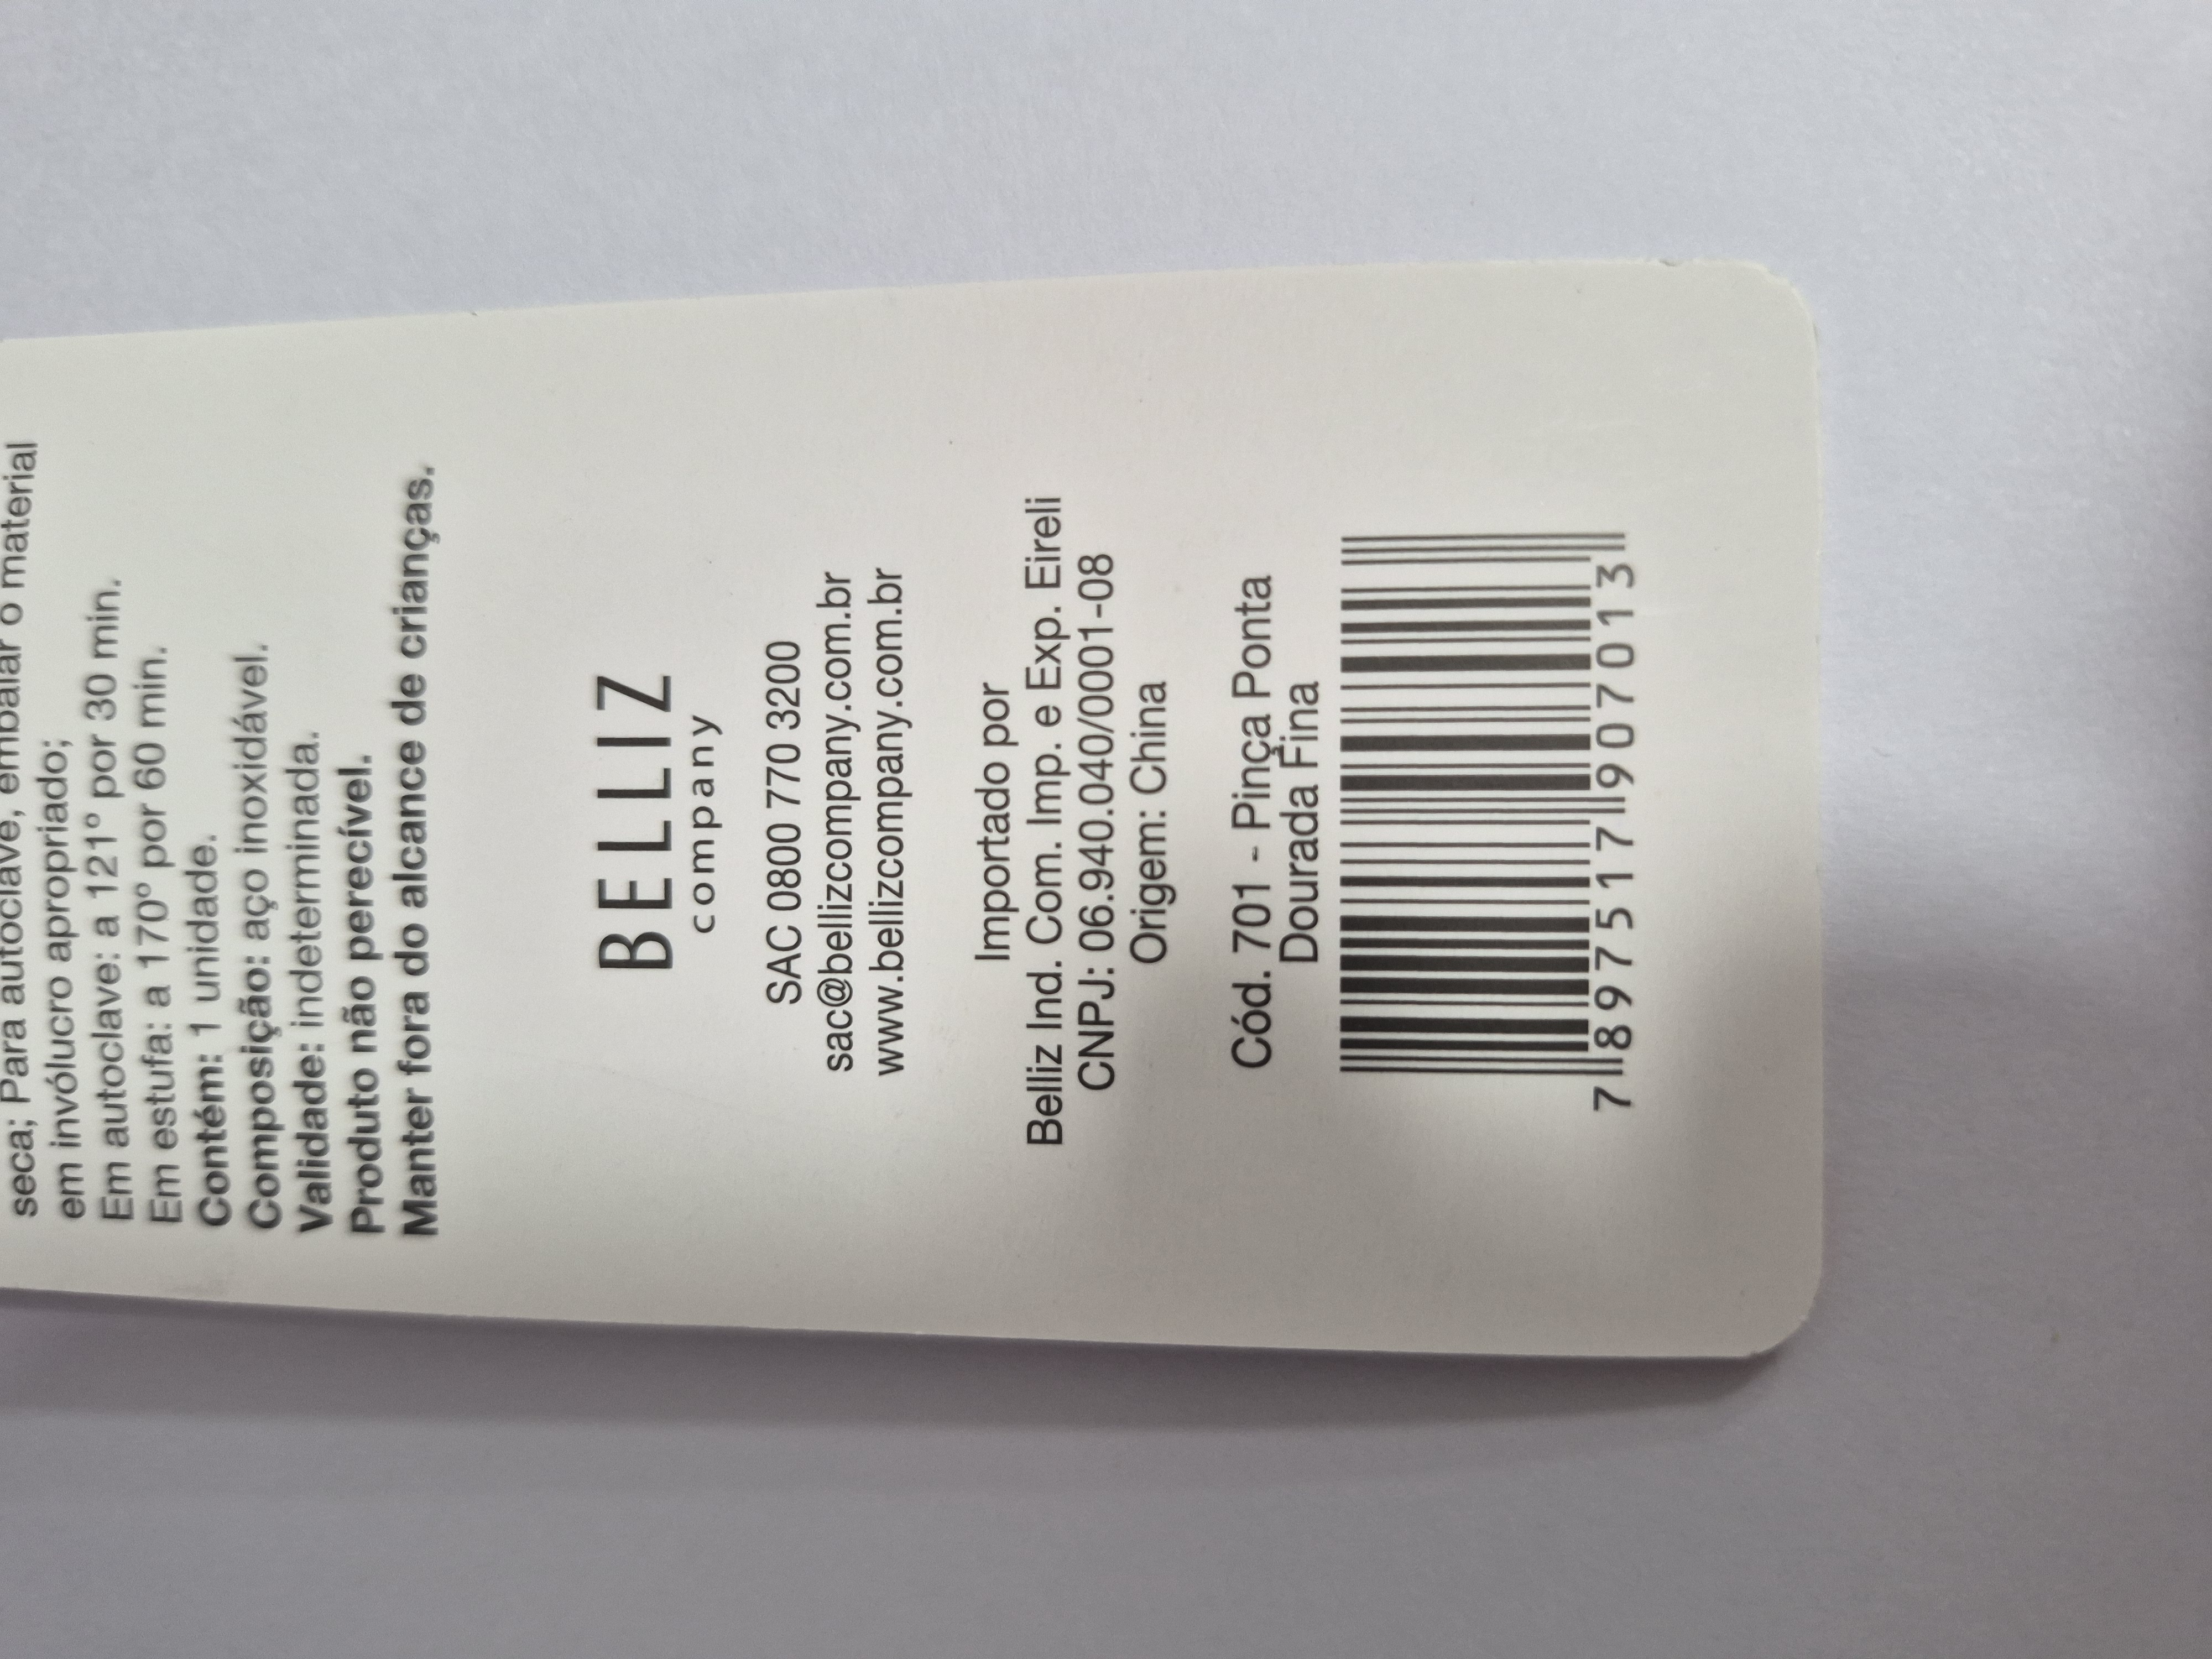 seca; Para autoclave, embalar o material
em invólucro apropriado;
Em autoclave: a 121º por 30 min.
Em estufa: a 170º por 60 min.
Contém: 1 unidade.
Composição: aço inoxidável.
Validade: indeterminada.
Produto não perecível.
Manter fora do alcance de crianças.
BELLIZ
company
SAC 0800 770 3200
sac@bellizcompany.com.br
www.bellizcompany.com.br
Importado por
Belliz Ind. Com. Imp. e Exp. Eireli
CNPJ: 06.940.040/0001-08
Origem: China
Cód. 701 - Pinça Ponta
Dourada Fina
7 897517 907013